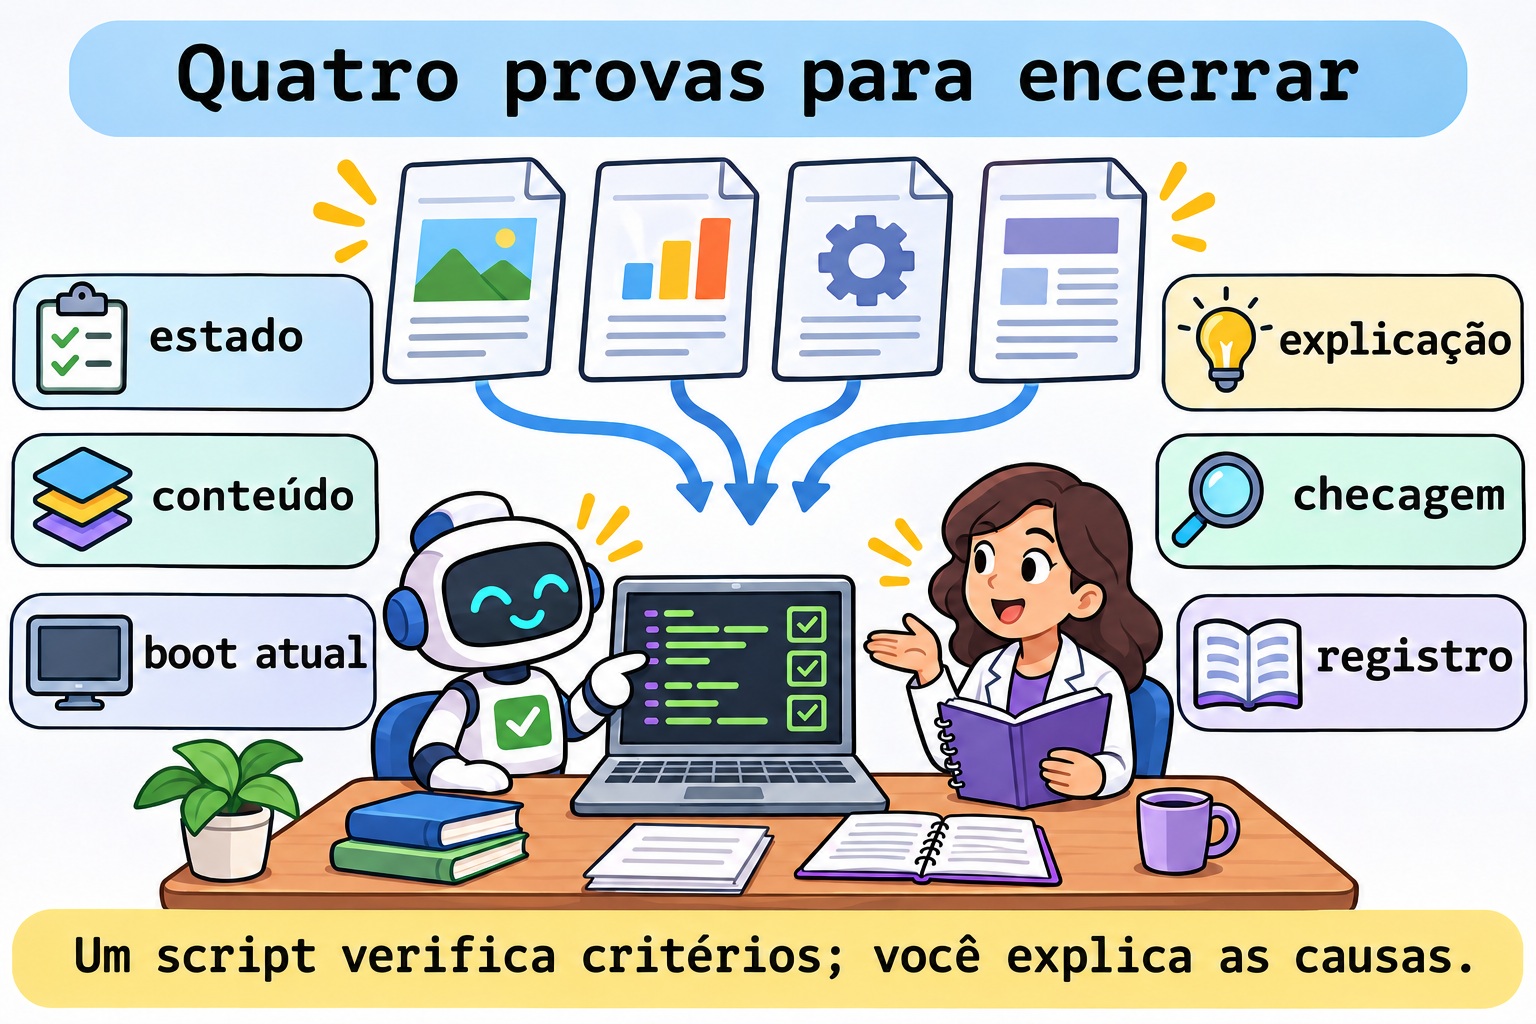 Quatro provas para encerrar
estado
conteúdo
boot atual
explicação
checagem
registro
Um script verifica critérios; você explica as causas.